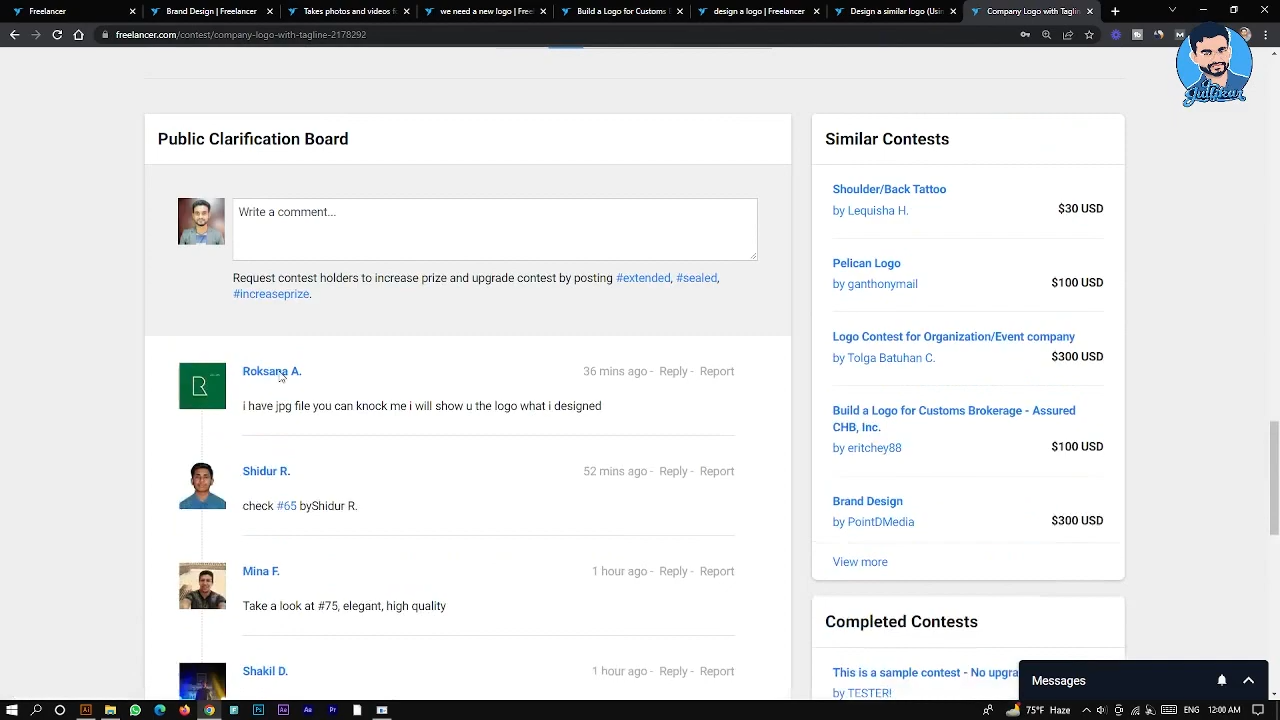 Freelancer
Brand Design | Freelancer
Takes photos and videos f
we need a new logo | Free
Build a Logo for Customs
design a logo | Freelancer
Design a logo (Us
Company Logo with Taglin
freelancer.com/contest/company-logo-with-tagline-2178292
Julfikar
Public Clarification Board
Write a comment...
Request contest holders to increase prize and upgrade contest by posting #extended, #sealed,
#increaseprize.
Roksana A.
36 mins ago - Reply - Report
i have jpg file you can knock me i will show u the logo what i designed
Shidur R.
52 mins ago - Reply - Report
check #65 byShidur R.
Mina F.
1 hour ago - Reply - Report
Take a look at #75, elegant, high quality
Shakil D.
1 hour ago - Reply - Report
Similar Contests
Shoulder/Back Tattoo
by Lequisha H.
$30 USD
Pelican Logo
by ganthonymail
$100 USD
Logo Contest for Organization/Event company
by Tolga Batuhan C.
$300 USD
Build a Logo for Customs Brokerage - Assured
CHB, Inc.
by eritchey88
$100 USD
Brand Design
by PointDMedia
$300 USD
View more
Completed Contests
This is a sample contest - No upgra
by TESTER!
Messages
75°F Haze
ENG
12:00 AM